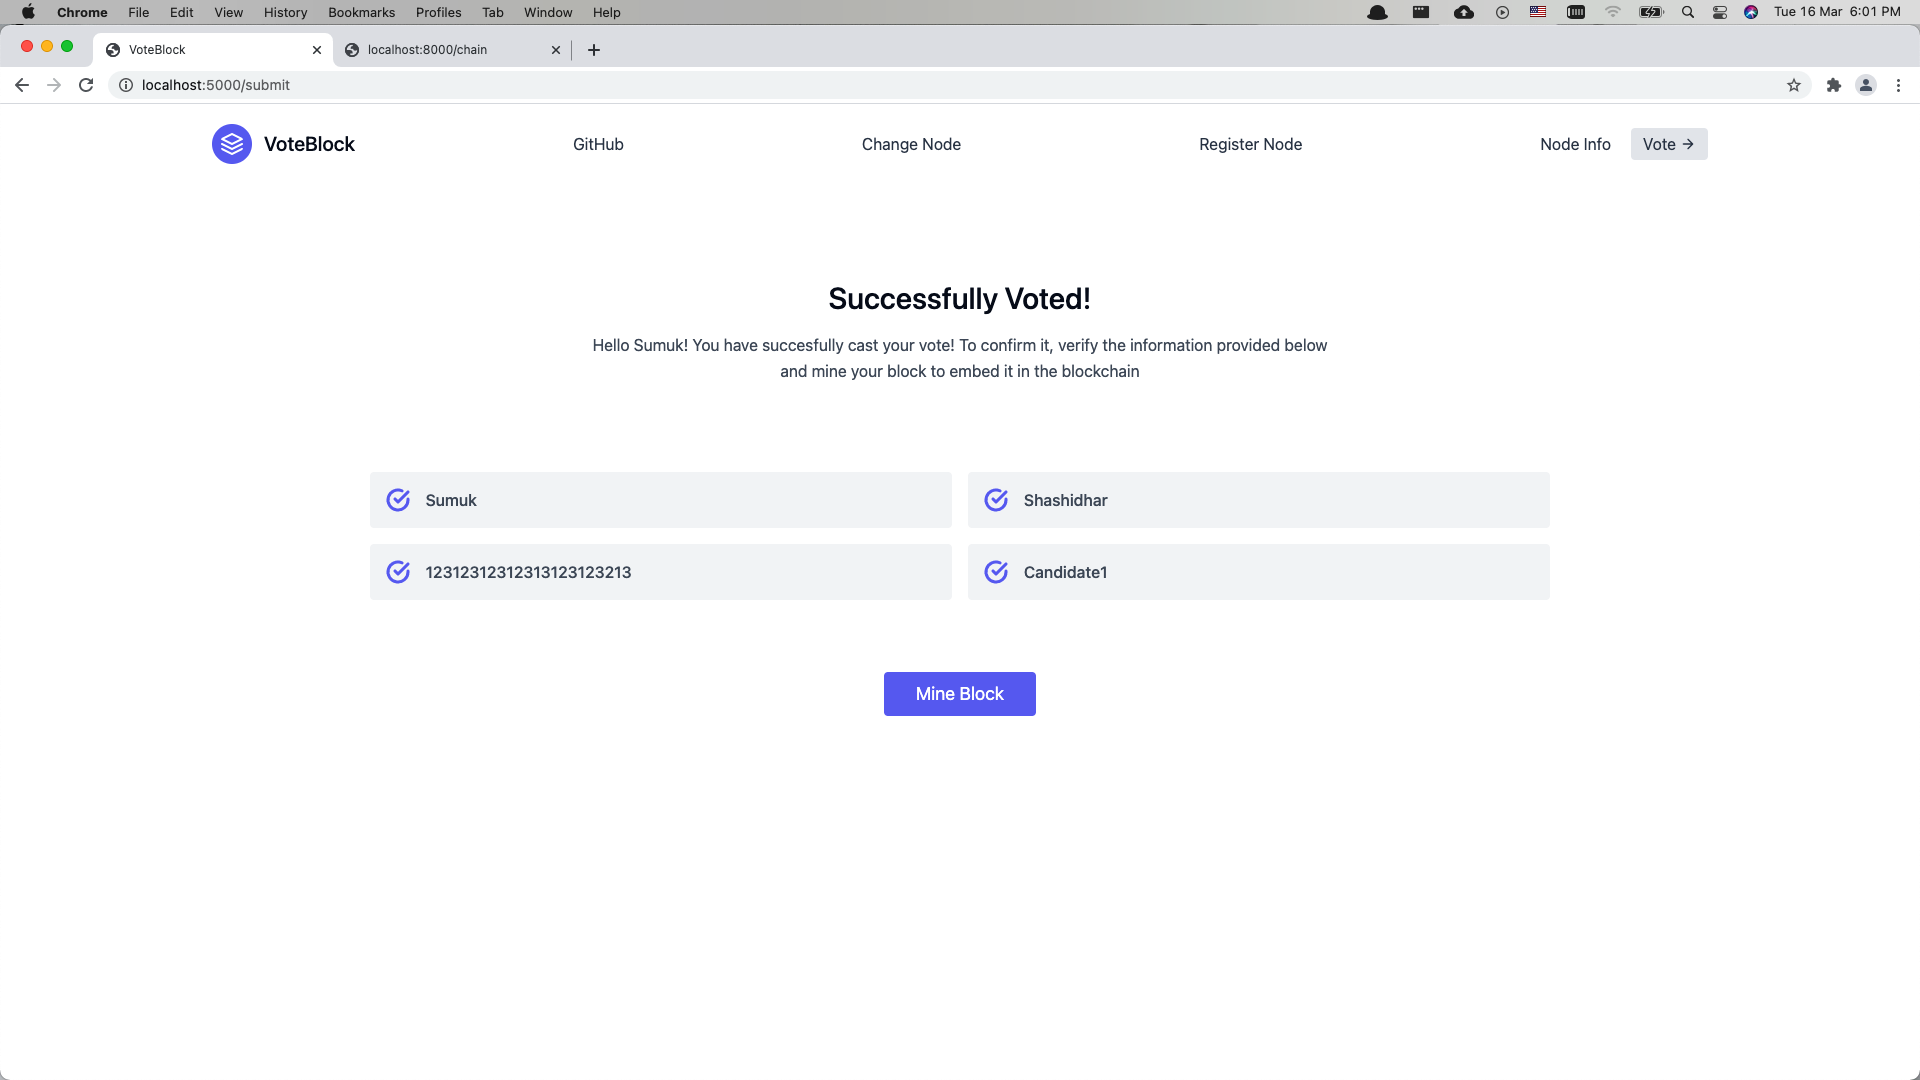 Chrome File Edit View History Bookmarks Profiles Tab Window Help Tue 16 Mar 6:01 PM
VoteBlock localhost:8000/chain
localhost:5000/submit
VoteBlock GitHub Change Node Register Node Node Info Vote →
Successfully Voted!
Hello Sumuk! You have succesfully cast your vote! To confirm it, verify the information provided below
and mine your block to embed it in the blockchain
Sumuk Shashidhar
12312312312313123123213 Candidate1
Mine Block